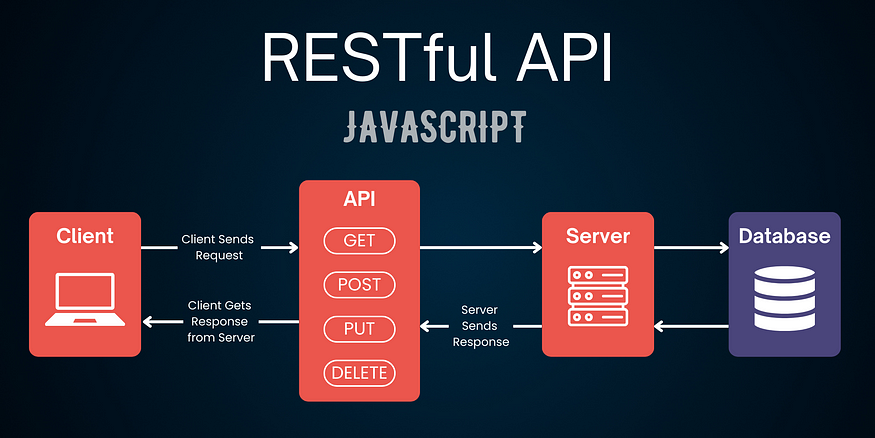 RESTful API
JAVASCRIPT
Client
Client Sends
Request
Client Gets
Response
from Server
API
GET
POST
PUT
DELETE
Server
Sends
Response
Server
Database